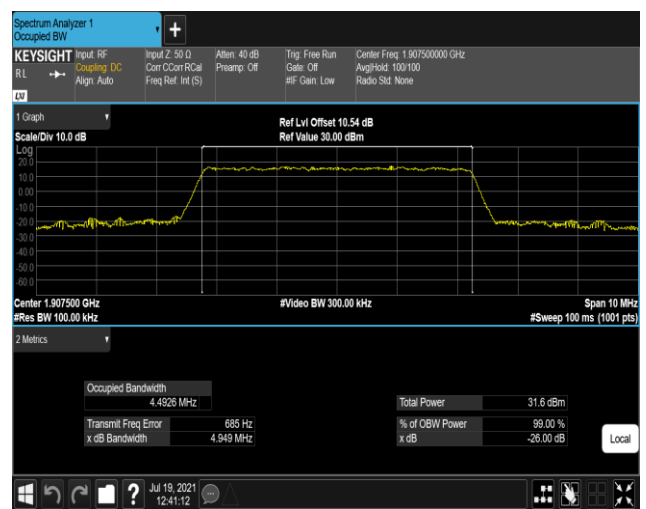 Spectrum Analyzer 1
Occupied BW
+
KEYSIGHT
RL
LXI
Input: RF
Coupling: DC
Align: Auto
Input Z: 50 Ω
Corr CCorr RCal
Freq Ref: Int (S)
Atten: 40 dB
Preamp: Off
Trig: Free Run
Gate: Off
#IF Gain: Low
Center Freq: 1.907500000 GHz
Avg|Hold: 100/100
Radio Std: None
1 Graph
Scale/Div 10.0 dB
Ref Lvl Offset 10.54 dB
Ref Value 30.00 dBm
Log
20.0
10.0
0.00
-10.0
-20.0
-30.0
-40.0
-50.0
-60.0
Center 1.907500 GHz
#Res BW 100.00 kHz
#Video BW 300.00 kHz
Span 10 MHz
#Sweep 100 ms (1001 pts)
2 Metrics
Occupied Bandwidth
4.4926 MHz
Transmit Freq Error 685 Hz
x dB Bandwidth 4.949 MHz
Total Power 31.6 dBm
% of OBW Power 99.00 %
x dB -26.00 dB
Local
?
Jul 19, 2021
12:41:12